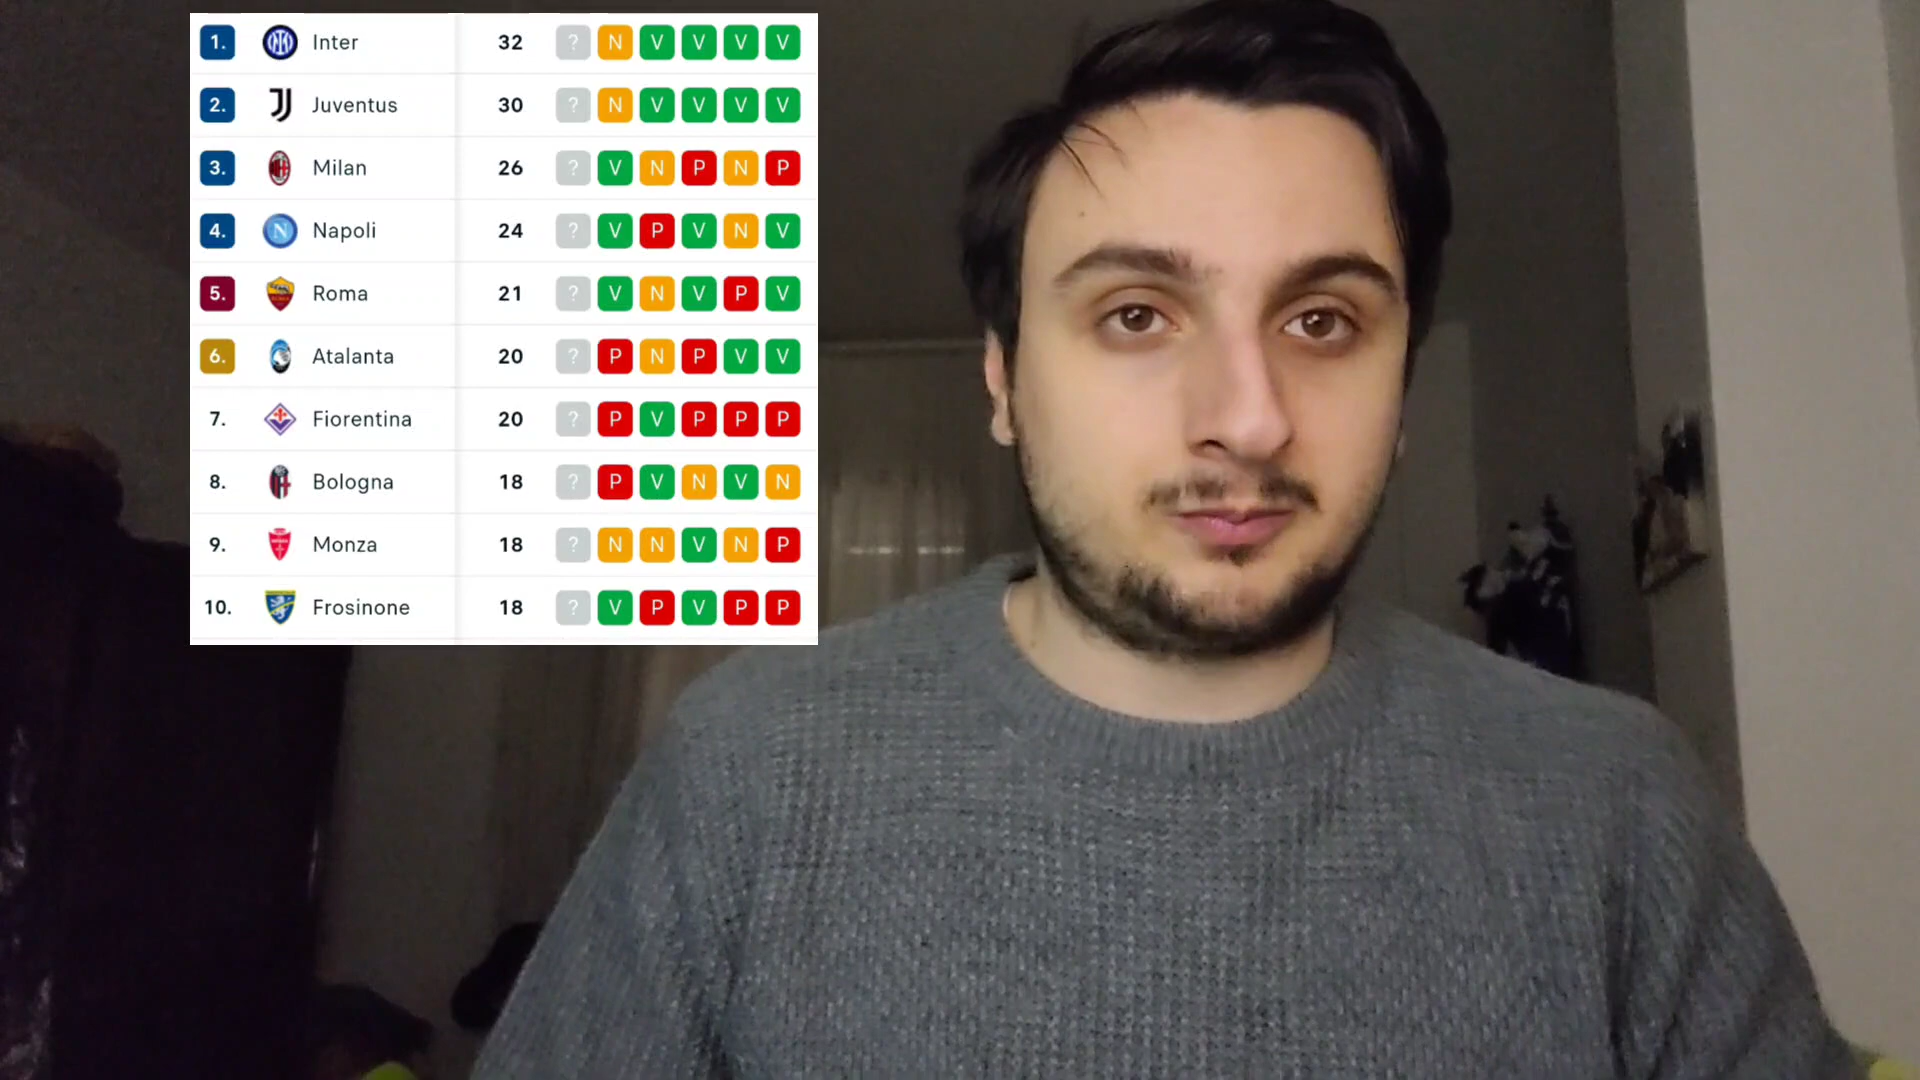 1. Inter 32 ? N V V V V
2. Juventus 30 ? N V V V V
3. Milan 26 ? V N P N P
4. Napoli 24 ? V P V N V
5. Roma 21 ? V N V P V
6. Atalanta 20 ? P N P V V
7. Fiorentina 20 ? P V P P P
8. Bologna 18 ? P V N V N
9. Monza 18 ? N N V N P
10. Frosinone 18 ? V P V P P